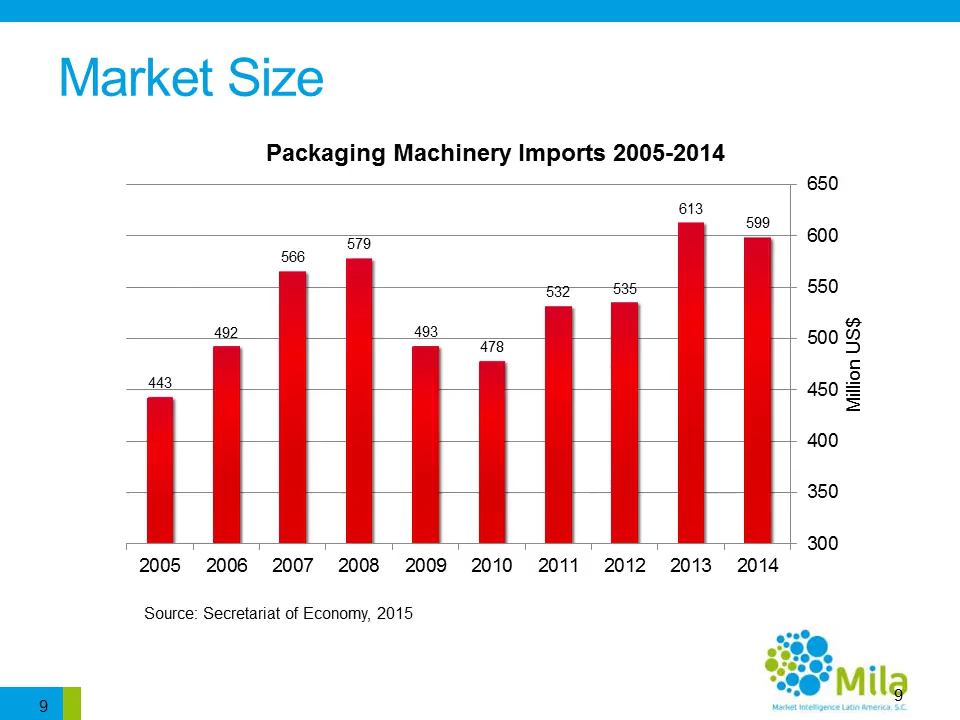 Market Size
Packaging Machinery Imports 2005-2014
650
600
550
500
450
400
350
300
Million US$
443
492
566
579
493
478
532
535
613
599
2005 2006 2007 2008 2009 2010 2011 2012 2013 2014
Source: Secretariat of Economy, 2015
Mila
Market Intelligence Latin America, S.C.
9
9